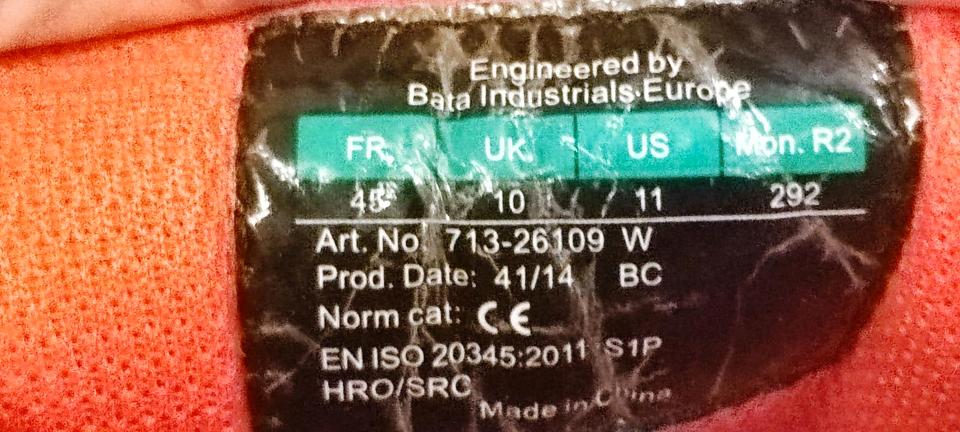 Engineered by
Bata Industrials Europe
FR UK US Mon. R2
45 10 11 292
Art. No. 713-26109 W
Prod. Date: 41/14 BC
Norm cat: CE
EN ISO 20345:2011 S1P
HRO/SRC
Made in China